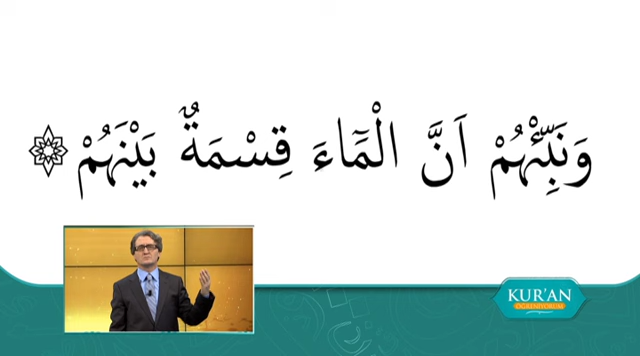 وَنَبِّئْهُمْ اَنَّ الْمَٓاءَ قِسْمَةٌ بَيْنَهُمْ ۞
KUR'AN
ÖĞRENİYORUM